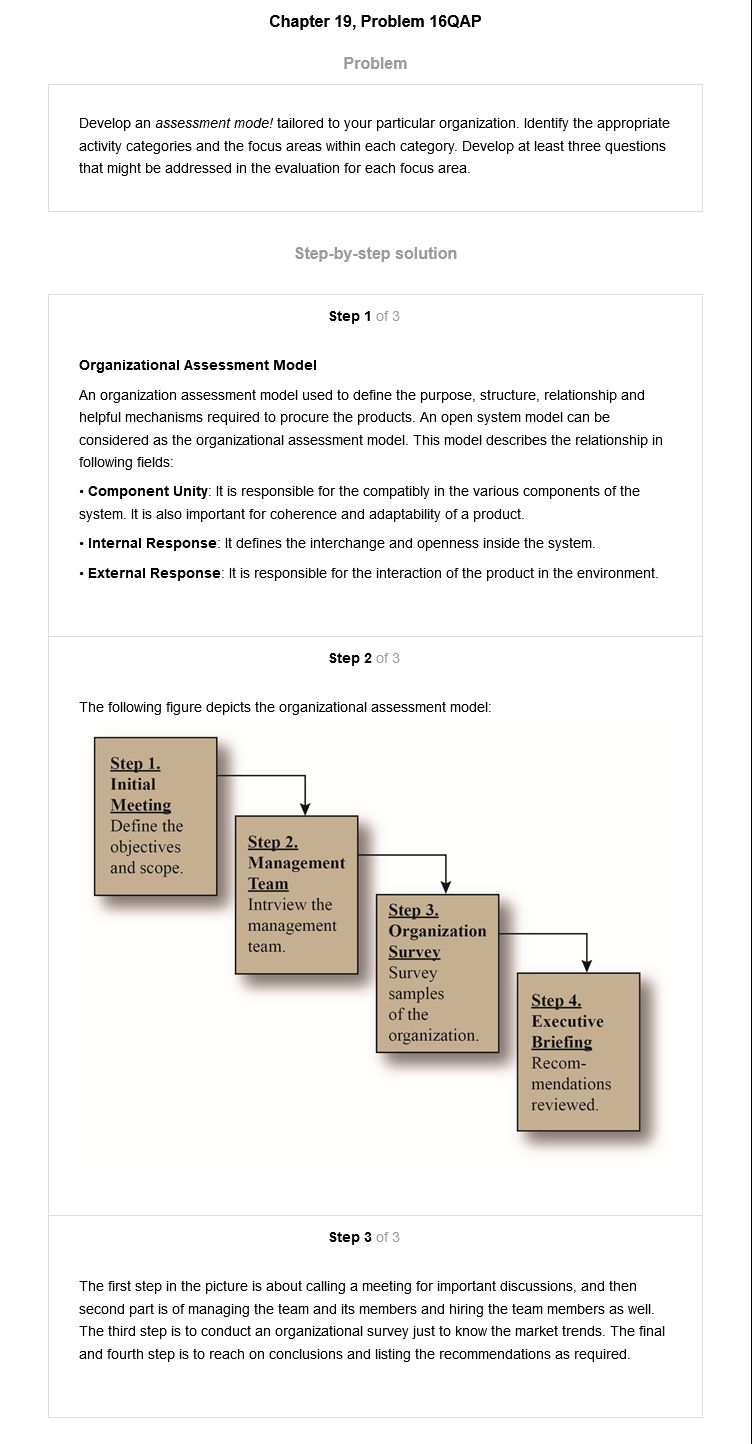 Chapter 19, Problem 16QAP
Problem
Develop an assessment mode! tailored to your particular organization. Identify the appropriate
activity categories and the focus areas within each category. Develop at least three questions
that might be addressed in the evaluation for each focus area.
Step-by-step solution
Step 1 of 3
Organizational Assessment Model
An organization assessment model used to define the purpose, structure, relationship and
helpful mechanisms required to procure the products. An open system model can be
considered as the organizational assessment model. This model describes the relationship in
following fields:
• Component Unity: It is responsible for the compatibly in the various components of the
system. It is also important for coherence and adaptability of a product.
• Internal Response: It defines the interchange and openness inside the system.
• External Response: It is responsible for the interaction of the product in the environment.
Step 2 of 3
The following figure depicts the organizational assessment model:
Step 1.
Initial
Meeting
Define the
objectives
and scope.
Step 2.
Management
Team
Intrview the
management
team.
Step 3.
Organization
Survey
Survey
samples
of the
organization.
Step 4.
Executive
Briefing
Recom-
mendations
reviewed.
Step 3 of 3
The first step in the picture is about calling a meeting for important discussions, and then
second part is of managing the team and its members and hiring the team members as well.
The third step is to conduct an organizational survey just to know the market trends. The final
and fourth step is to reach on conclusions and listing the recommendations as required.